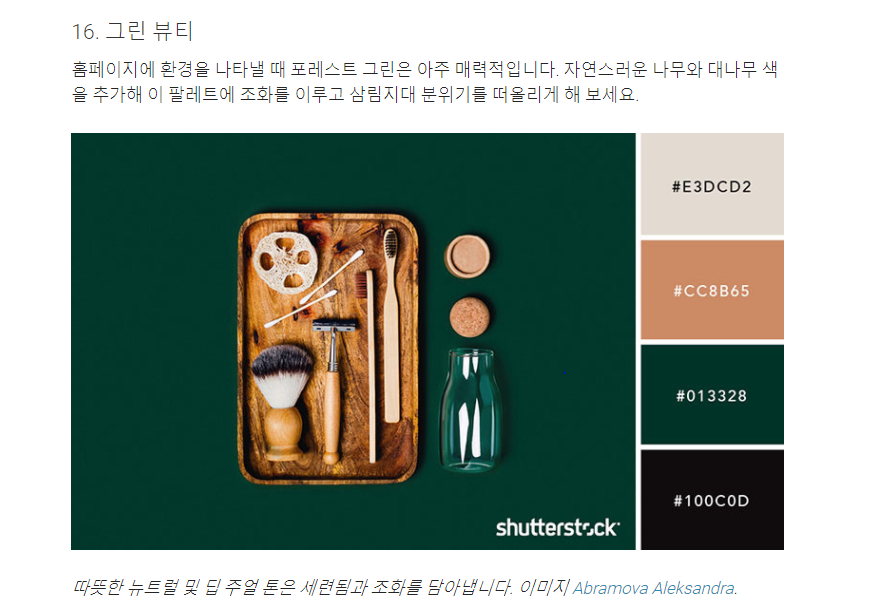 16. 그린 뷰티
홈페이지에 환경을 나타낼 때 포레스트 그린은 아주 매력적입니다. 자연스러운 나무와 대나무 색
을 추가해 이 팔레트에 조화를 이루고 삼림지대 분위기를 떠올리게 해 보세요.
#E3DCD2
#CC8B65
#013328
#100C0D
shutterstock
따뜻한 뉴트럴 및 딥 주얼 톤은 세련됨과 조화를 담아냅니다. 이미지 Abramova Aleksandra.